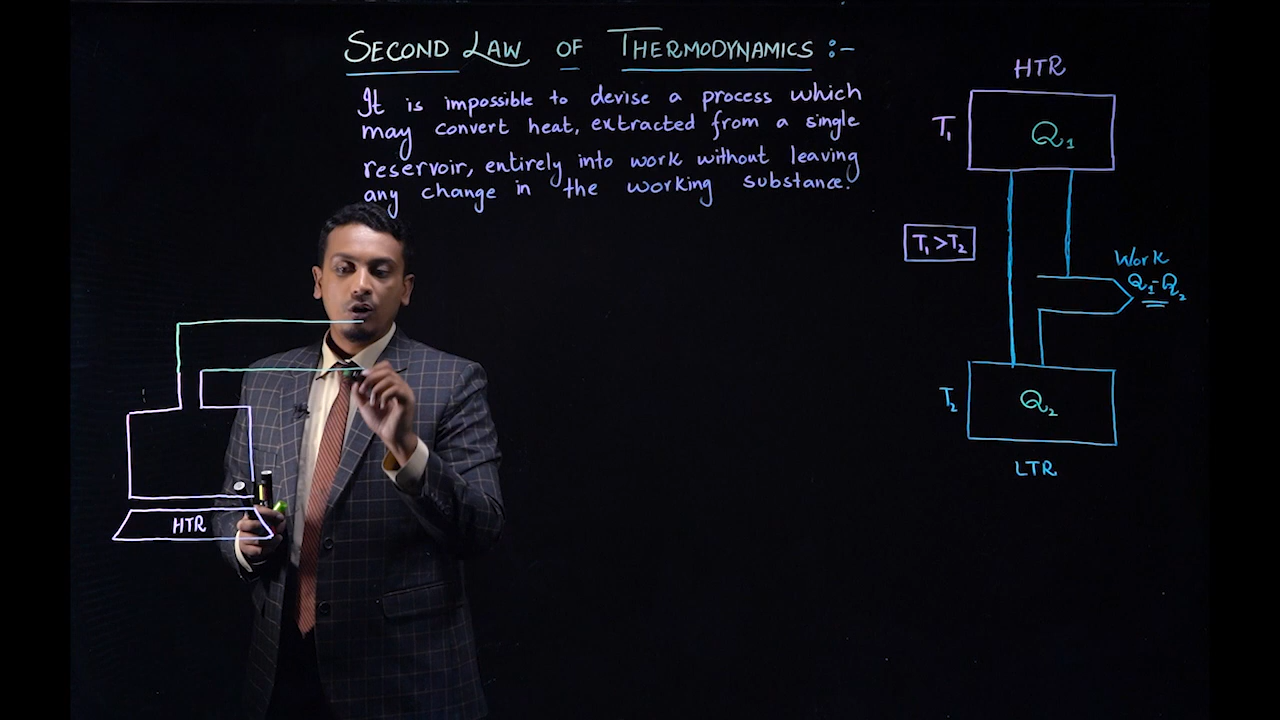 SECOND LAW OF THERMODYNAMICS :-
It is impossible to devise a process which
may convert heat, extracted from a single
reservoir, entirely into work without leaving
any change in the working substance.
HTR
T₁
Q₁
T₁ > T₂
Work
Q₁-Q₂
T₂
Q₂
LTR
HTR